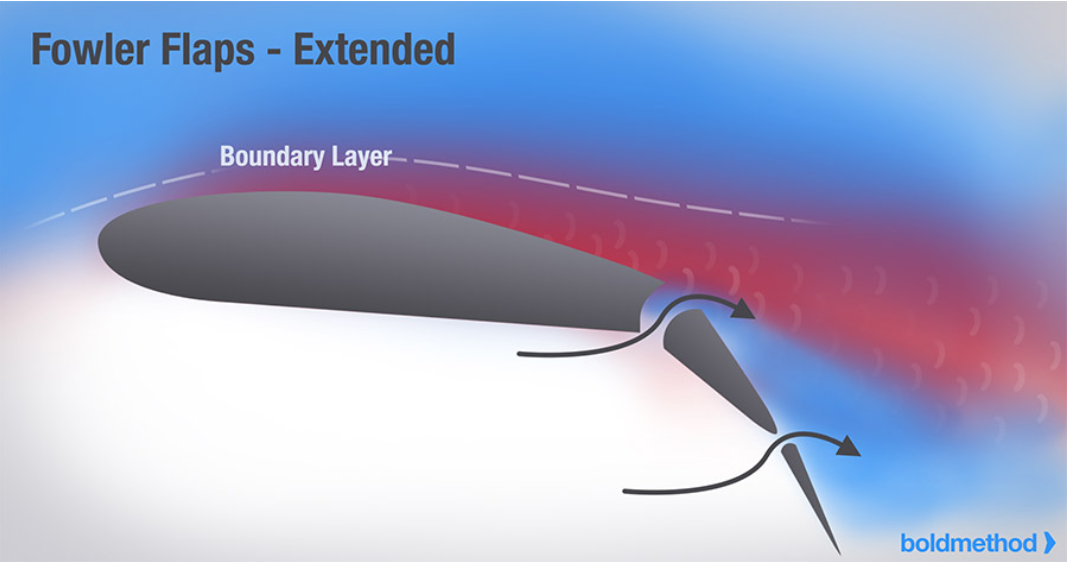 Fowler Flaps - Extended
Boundary Layer
boldmethod